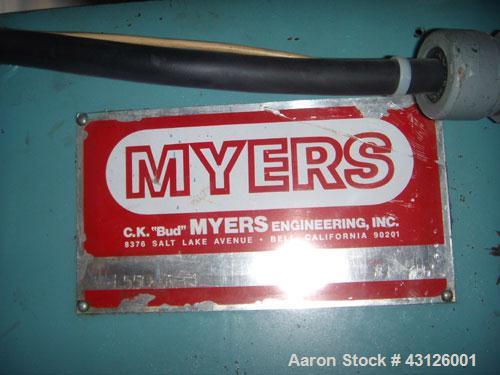 MYERS
C.K. "Bud" MYERS ENGINEERING, INC.
8376 SALT LAKE AVENUE • BELL, CALIFORNIA 90201
Aaron Stock # 43126001